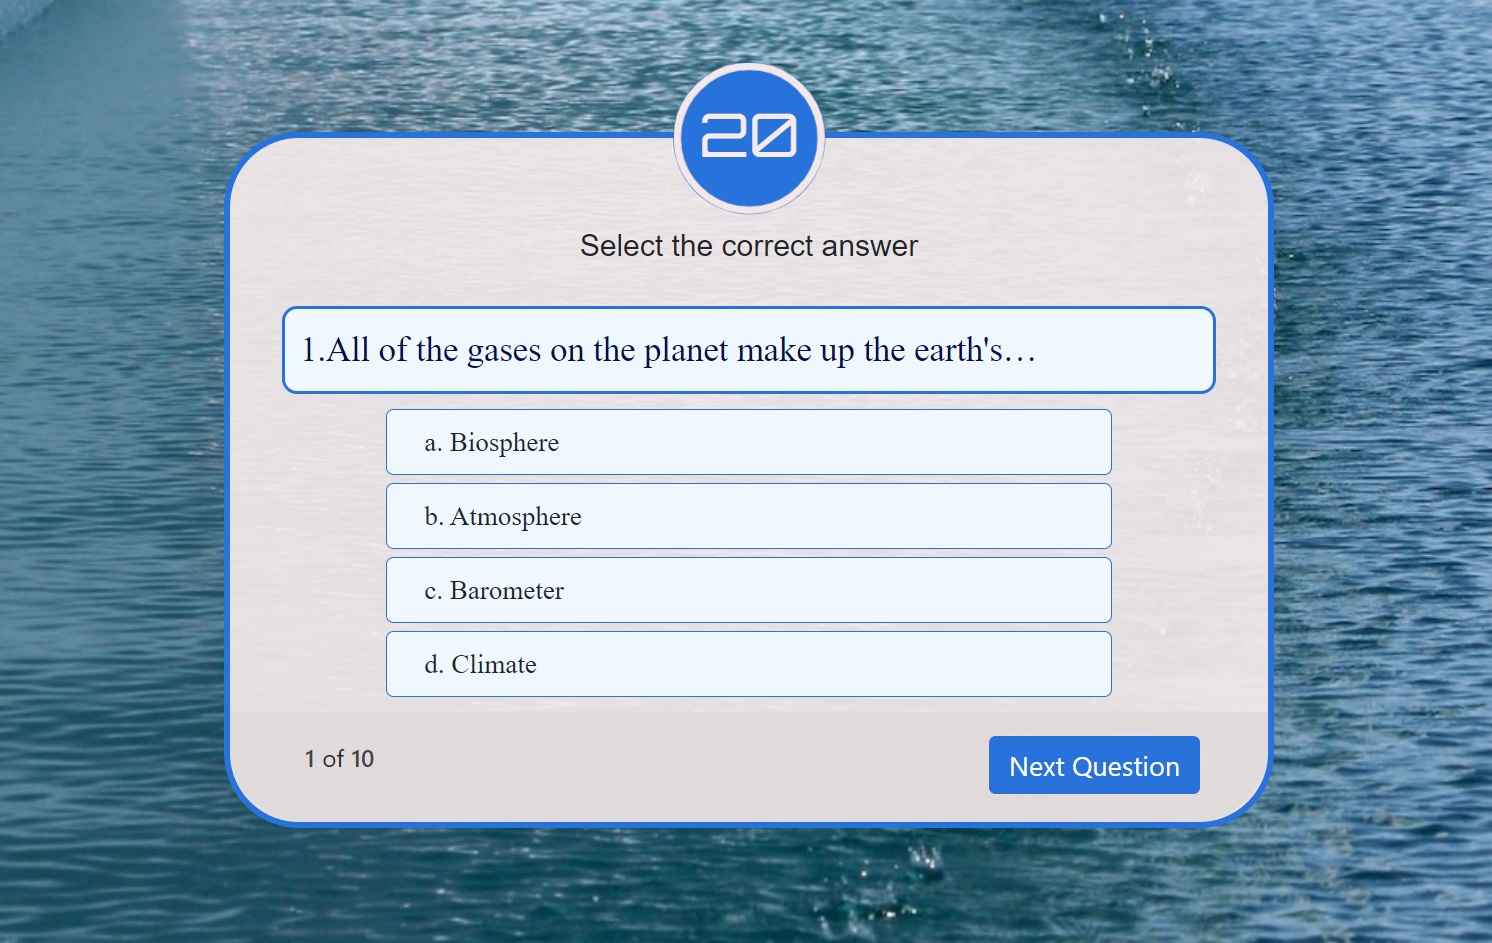 20
Select the correct answer
1.All of the gases on the planet make up the earth's…
a. Biosphere
b. Atmosphere
c. Barometer
d. Climate
1 of 10
Next Question